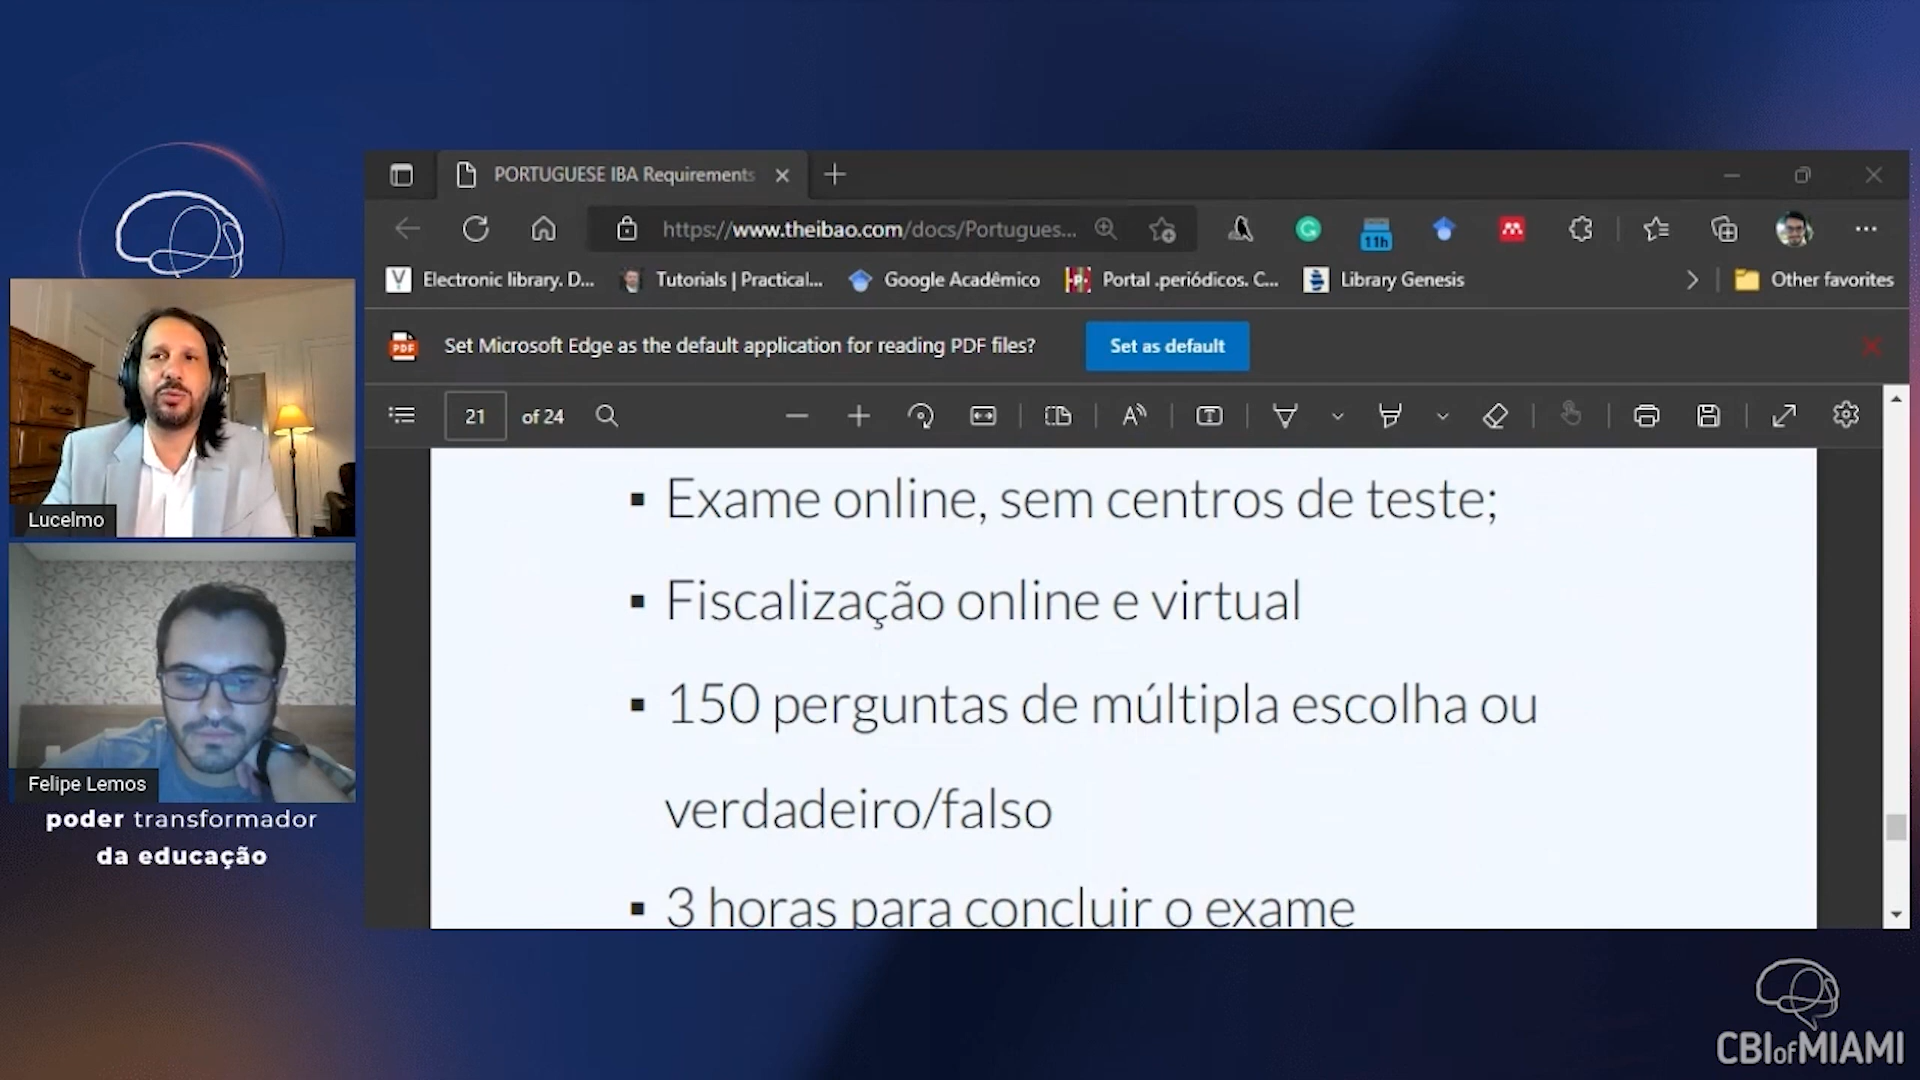 PORTUGUESE IBA Requirements
https://www.theibao.com/docs/Portugues...
11h
Electronic library. D...
Tutorials | Practical...
Google Acadêmico
Portal .periódicos. C...
Library Genesis
Other favorites
PDF
Set Microsoft Edge as the default application for reading PDF files?
Set as default
21 of 24
▪ Exame online, sem centros de teste;
▪ Fiscalização online e virtual
▪ 150 perguntas de múltipla escolha ou
verdadeiro/falso
▪ 3 horas para concluir o exame
Lucelmo
Felipe Lemos
poder transformador
da educação
CBIofMIAMI